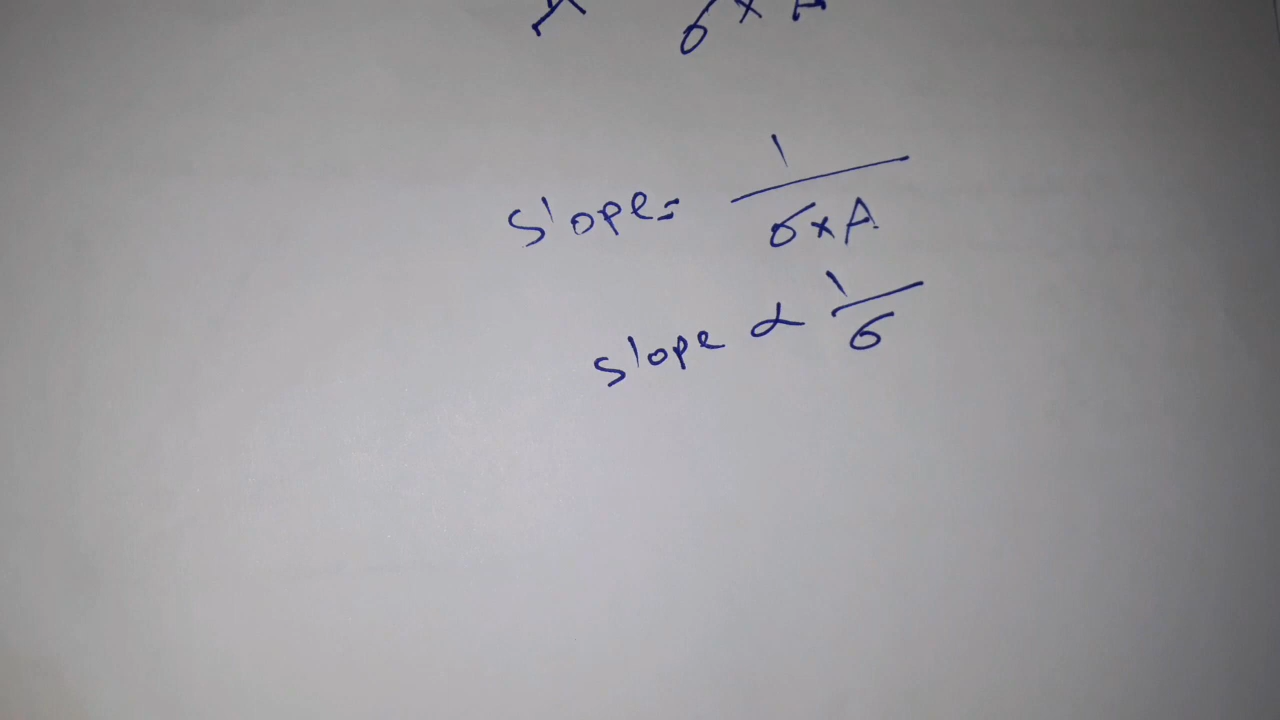 σ ×
slope = 1 / σ × A
slope ∝ 1 / σ